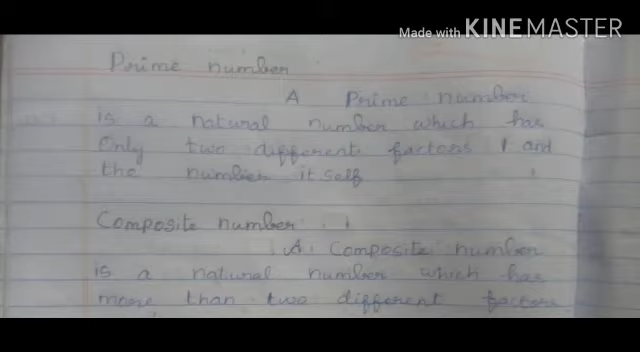 Made with KINEMASTER
Prime number
A Prime number
is a natural number which has
Only two different factors 1 and
the number it self
Composite number
A Composite number
is a natural number which has
more than two different factors